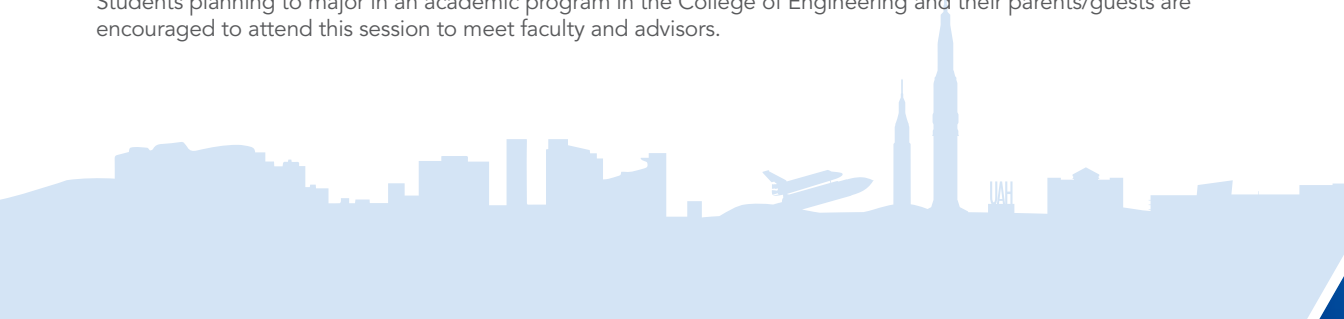 Students planning to major in an academic program in the College of Engineering and their parents/guests are
encouraged to attend this session to meet faculty and advisors.
UAH